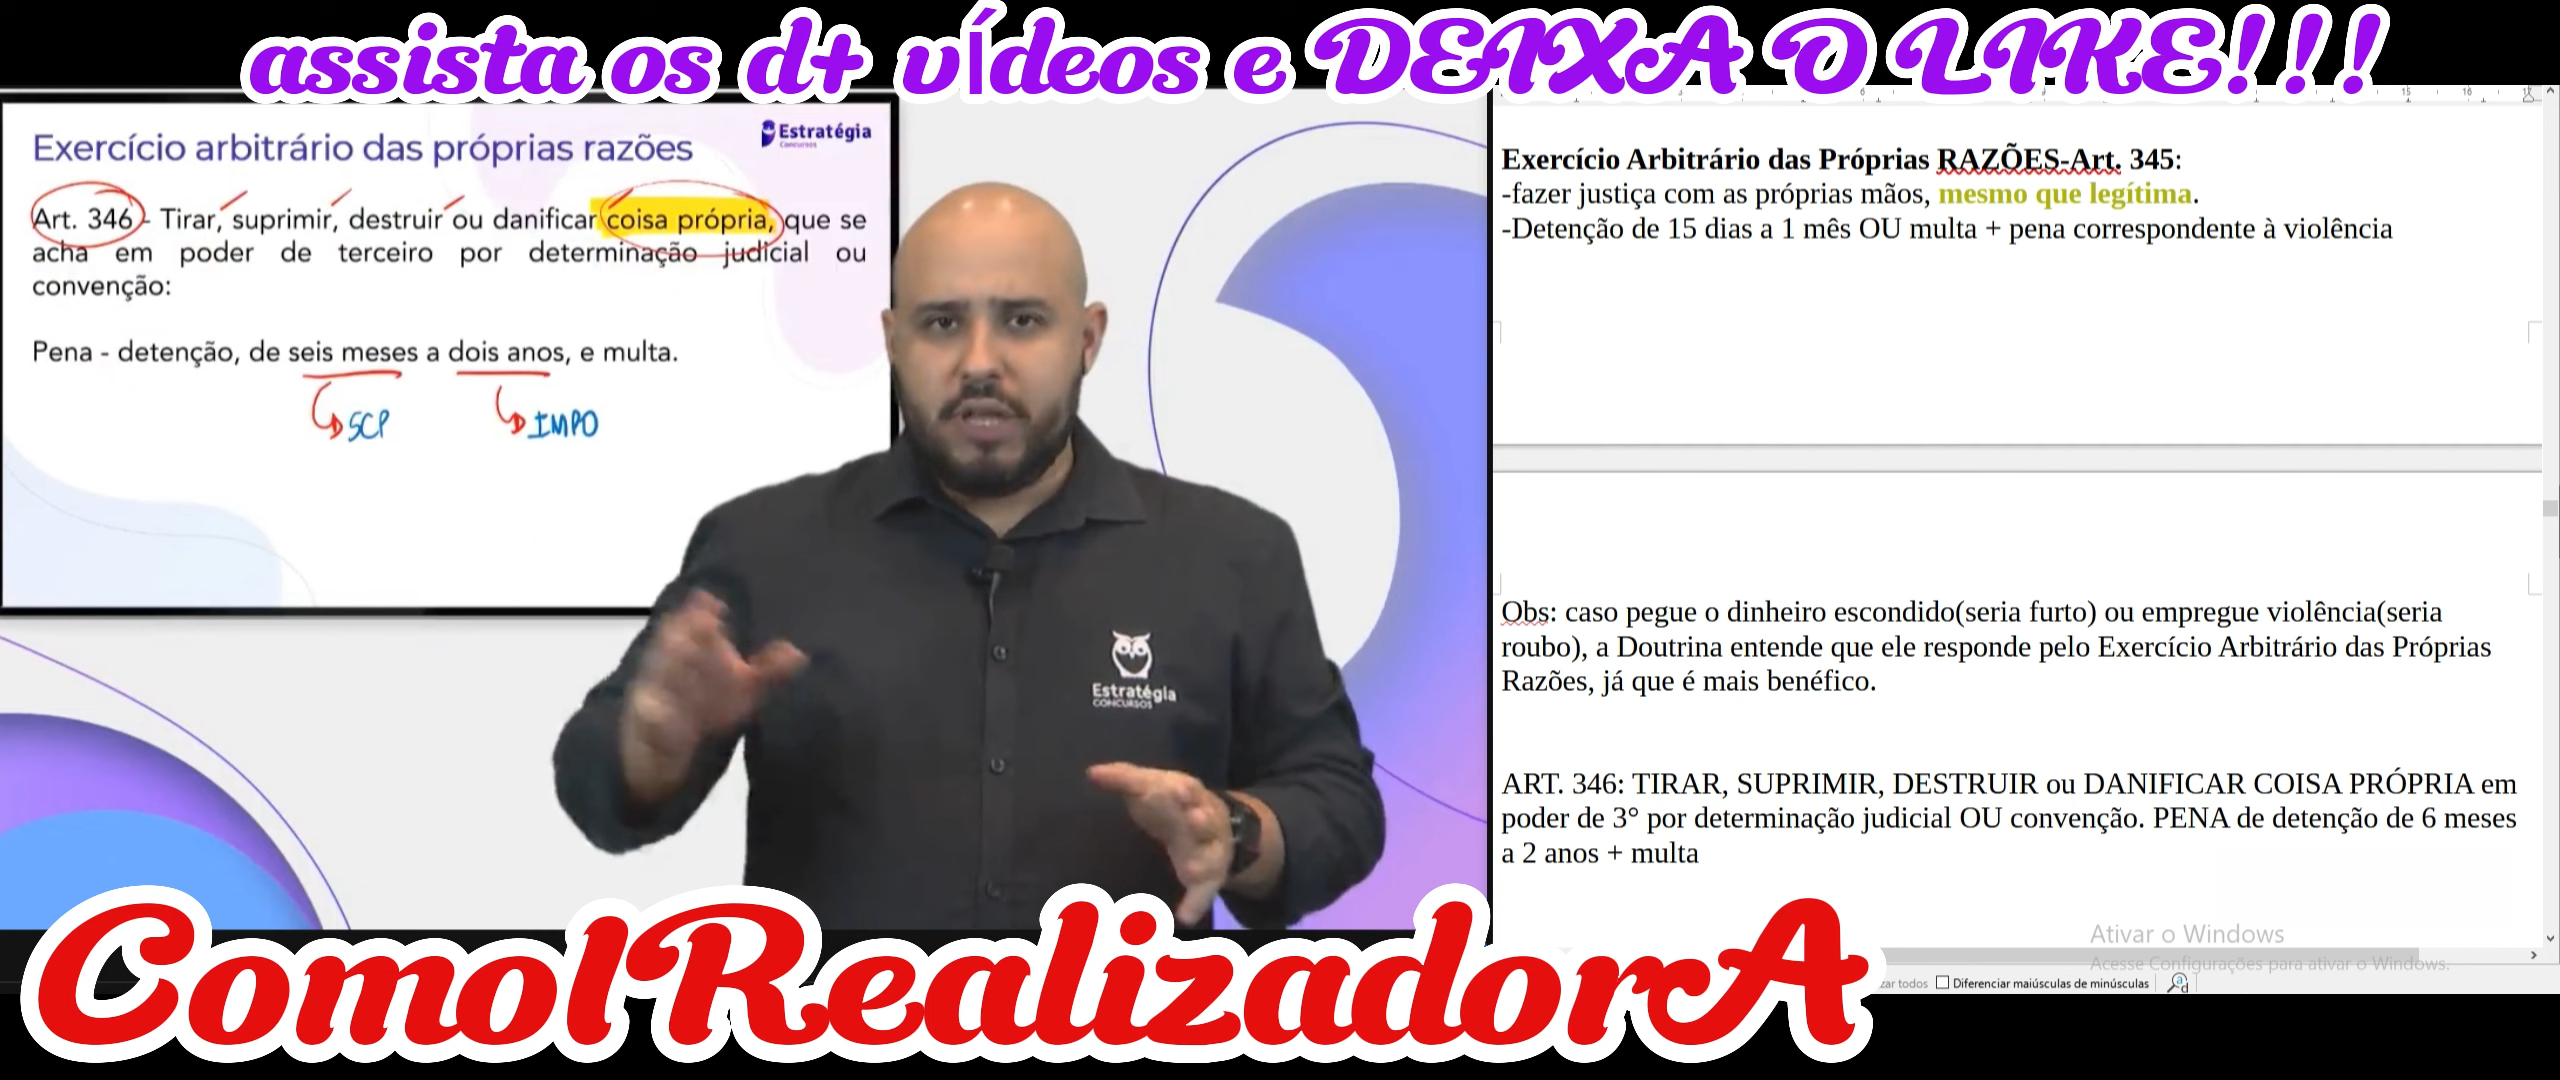 assista os d+ vídeos e DEIXA O LIKE!!!
Exercício arbitrário das próprias razões
Estratégia
Concursos
Art. 346 - Tirar, suprimir, destruir ou danificar coisa própria, que se
acha em poder de terceiro por determinação judicial ou
convenção:
Pena - detenção, de seis meses a dois anos, e multa.
SCP
IMPO
Estratégia
CONCURSOS
Exercício Arbitrário das Próprias RAZÕES-Art. 345:
-fazer justiça com as próprias mãos, mesmo que legítima.
-Detenção de 15 dias a 1 mês OU multa + pena correspondente à violência
Obs: caso pegue o dinheiro escondido(seria furto) ou empregue violência(seria
roubo), a Doutrina entende que ele responde pelo Exercício Arbitrário das Próprias
Razões, já que é mais benéfico.
ART. 346: TIRAR, SUPRIMIR, DESTRUIR ou DANIFICAR COISA PRÓPRIA em
poder de 3° por determinação judicial OU convenção. PENA de detenção de 6 meses
a 2 anos + multa
Ativar o Windows
Acesse Configurações para ativar o Windows.
zar todos
Diferenciar maiúsculas de minúsculas
ComolRealizadorA